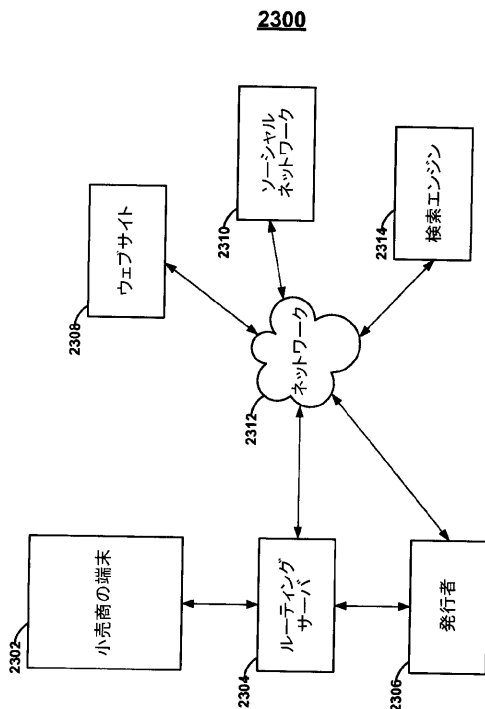 2300
2302
小売商の端末
2304
ルーティング
サーバ
2306
発行者
2312
ネットワーク
2308
ウェブサイト
2310
ソーシャル
ネットワーク
2314
検索エンジン